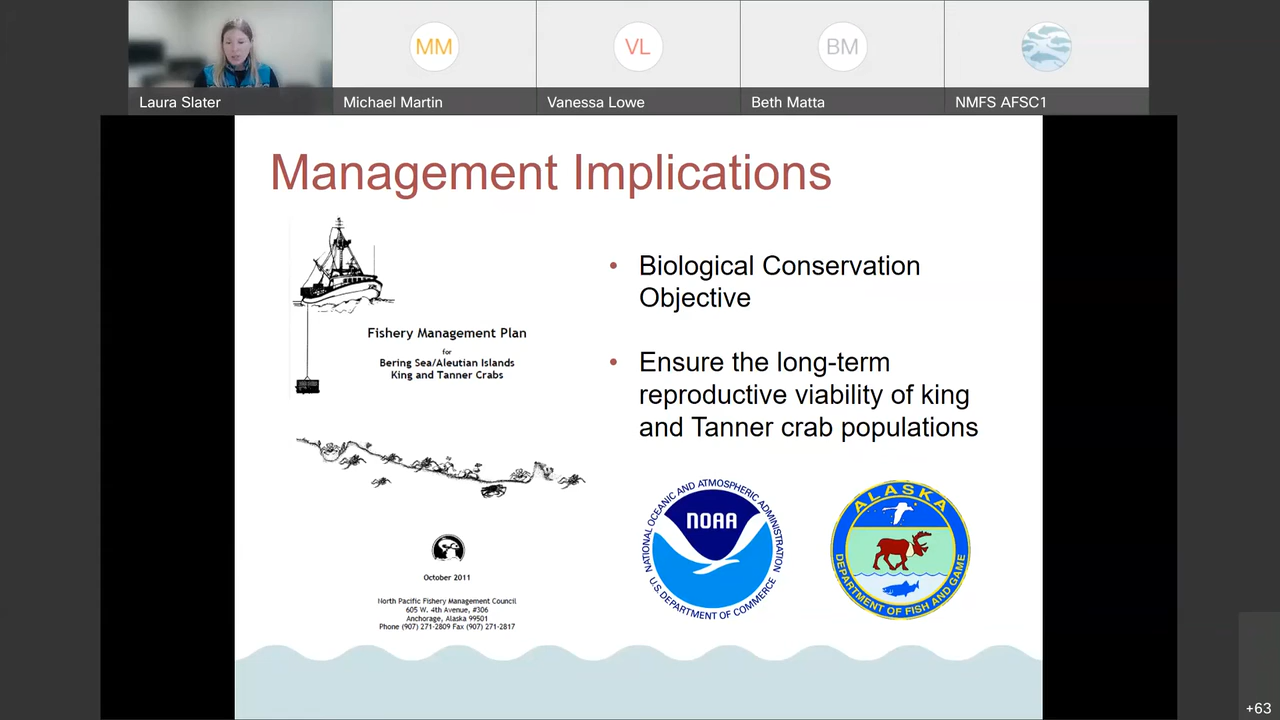 MM
VL
BM
Laura Slater
Michael Martin
Vanessa Lowe
Beth Matta
NMFS AFSC1
Management Implications
Fishery Management Plan
for
Bering Sea/Aleutian Islands
King and Tanner Crabs
October 2011
North Pacific Fishery Management Council
605 W. 4th Avenue, #306
Anchorage, Alaska 99501
Phone (907) 271-2809 Fax (907) 271-2817
• Biological Conservation
Objective
• Ensure the long-term
reproductive viability of king
and Tanner crab populations
NATIONAL OCEANIC AND ATMOSPHERIC ADMINISTRATION
NOAA
U.S. DEPARTMENT OF COMMERCE
ALASKA
DEPARTMENT OF FISH AND GAME
+63